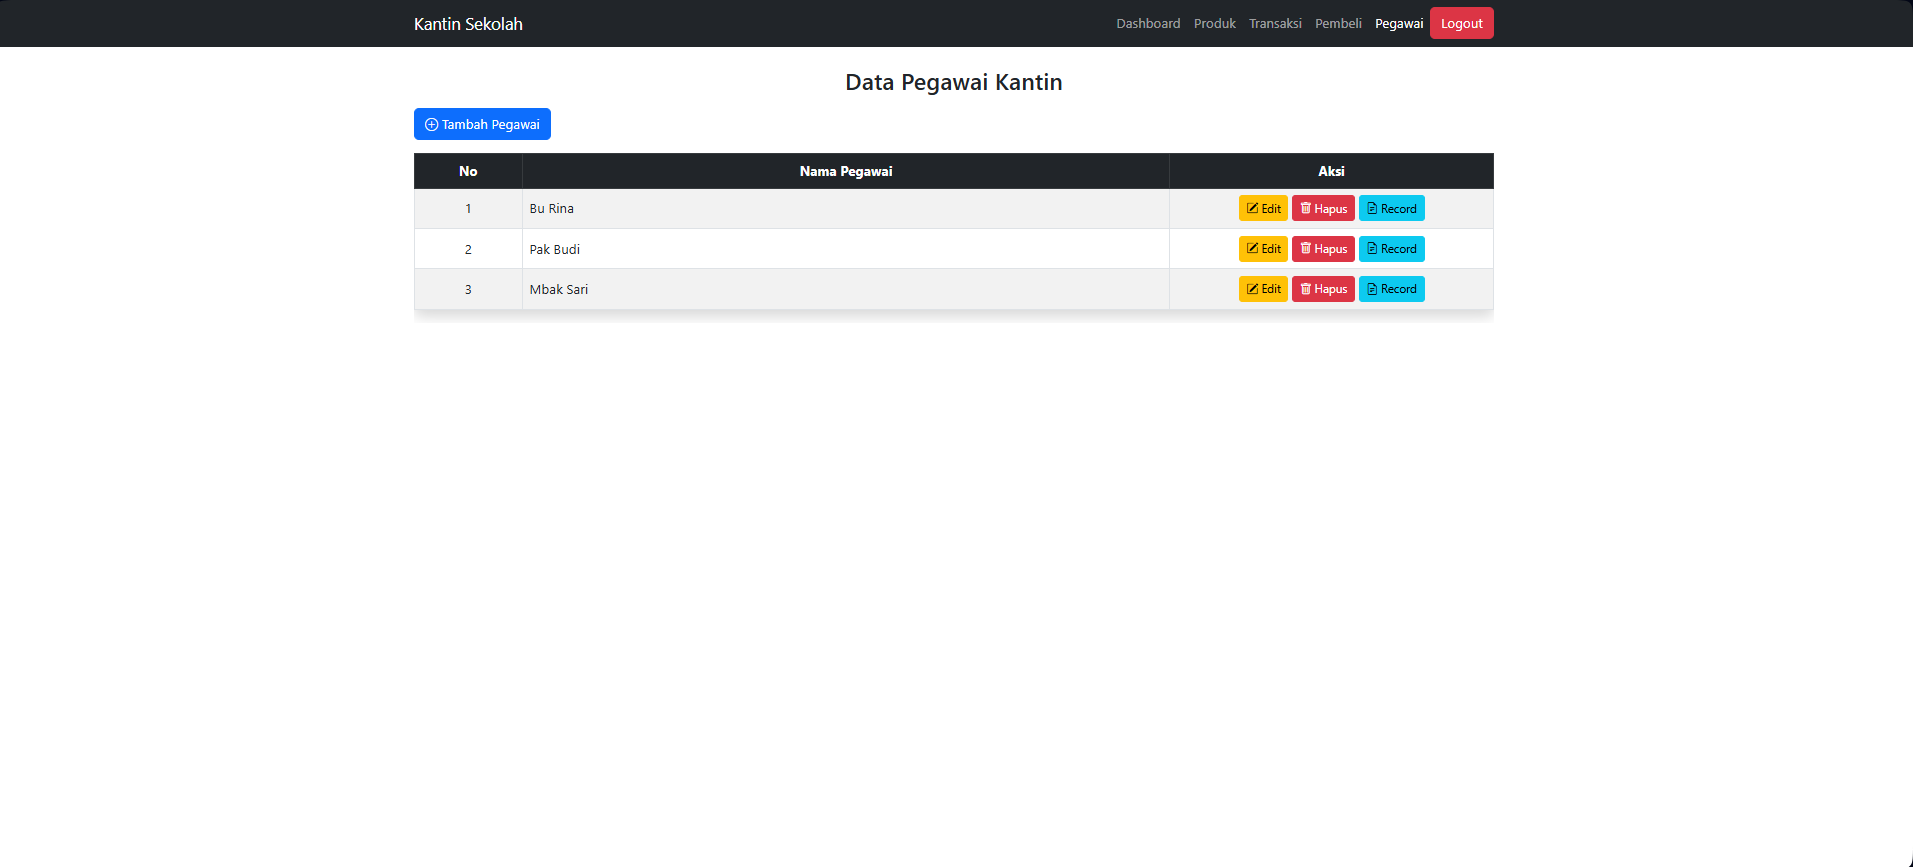 Kantin Sekolah Dashboard Produk Transaksi Pembeli Pegawai Logout
Data Pegawai Kantin
Tambah Pegawai
No Nama Pegawai Aksi
1 Bu Rina Edit Hapus Record
2 Pak Budi Edit Hapus Record
3 Mbak Sari Edit Hapus Record